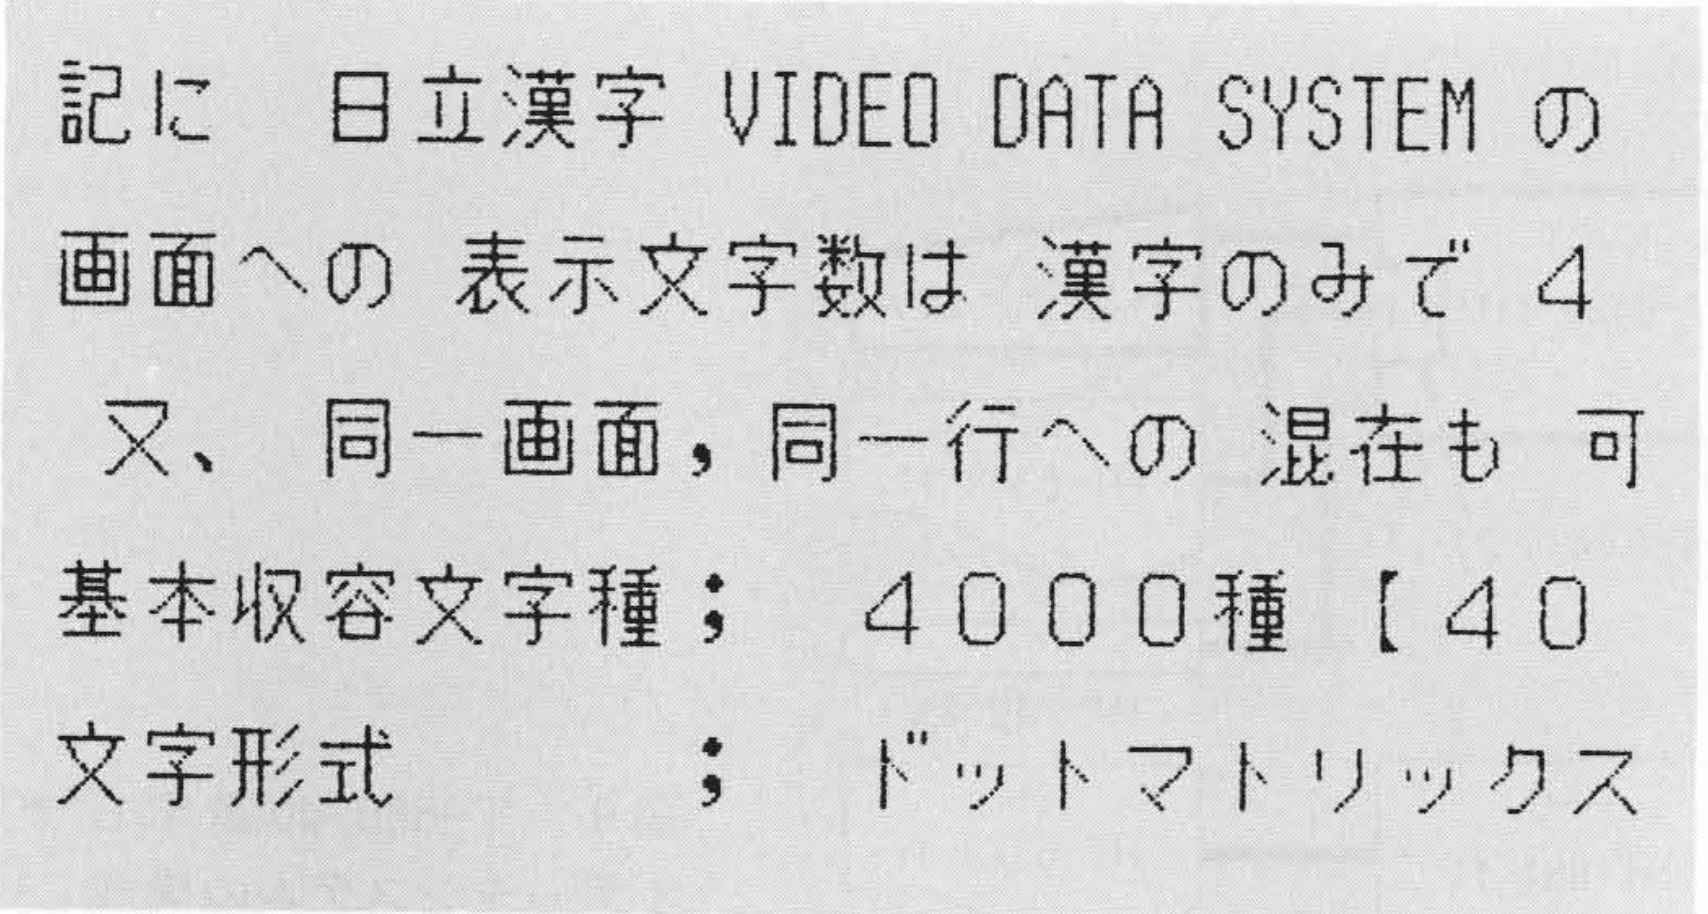 記に　日立漢字 VIDEO DATA SYSTEM の
画面への 表示文字数は 漢字のみで 4
又、 同一画面，同一行への 混在も 可
基本収容文字種； 4000種【40
文字形式　　　； ドットマトリックス